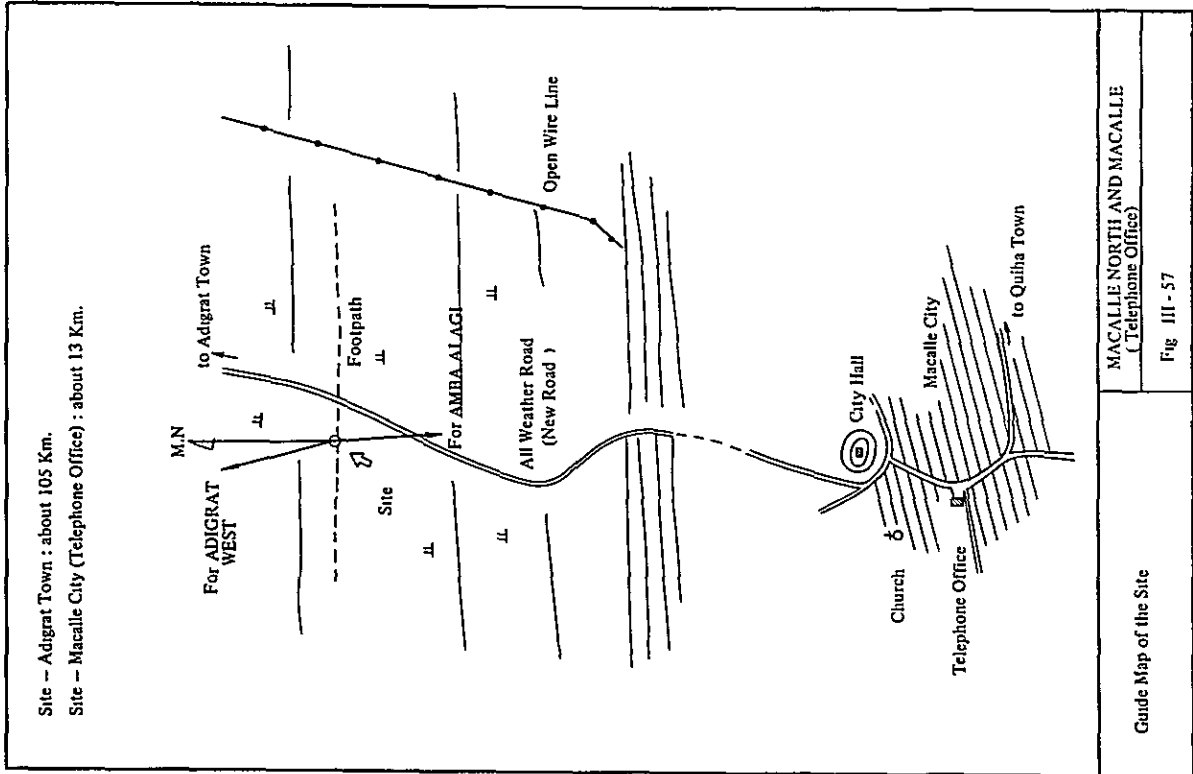 Site – Adigrat Town : about 105 Km.
Site – Macalle City (Telephone Office) : about 13 Km.
to Adigrat Town
M.N
For ADIGRAT
WEST
Footpath
Site
For AMBA ALAGI
All Weather Road
(New Road )
Open Wire Line
City Hall
Church
Macalle City
Telephone Office
to Quiha Town
Guide Map of the Site
MACALLE NORTH AND MACALLE
( Telephone Office)
Fig III - 57